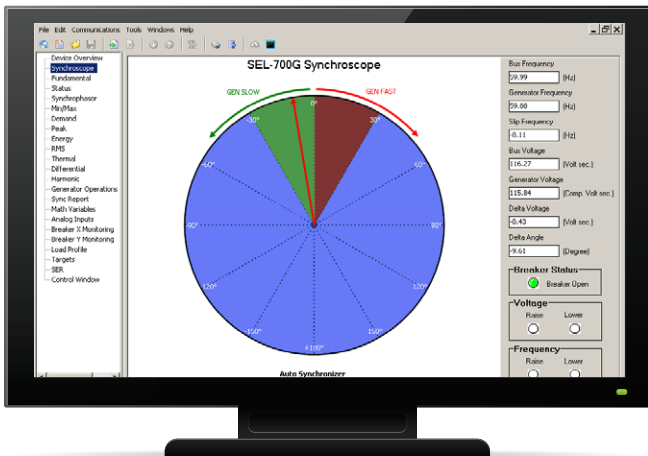 File Edit Communications Tools Windows Help
Device Overview
Synchroscope
Fundamental
Status
Synchrophasor
Min/Max
Demand
Peak
Energy
RMS
Thermal
Differential
Harmonic
Generator Operations
Sync Report
Math Variables
Analog Inputs
Breaker X Monitoring
Breaker Y Monitoring
Load Profile
Targets
SER
Control Window
SEL-700G Synchroscope
GEN SLOW
GEN FAST
0°
-30°
30°
-60°
60°
-90°
90°
-120°
120°
-150°
150°
±180°
Auto Synchronizer
Bus Frequency
59.99 (Hz)
Generator Frequency
59.88 (Hz)
Slip Frequency
-0.11 (Hz)
Bus Voltage
116.27 (Volt sec.)
Generator Voltage
115.84 (Comp. Volt sec.)
Delta Voltage
-0.43 (Volt sec.)
Delta Angle
-9.61 (Degree)
Breaker Status
Breaker Open
Voltage
Raise Lower
Frequency
Raise Lower